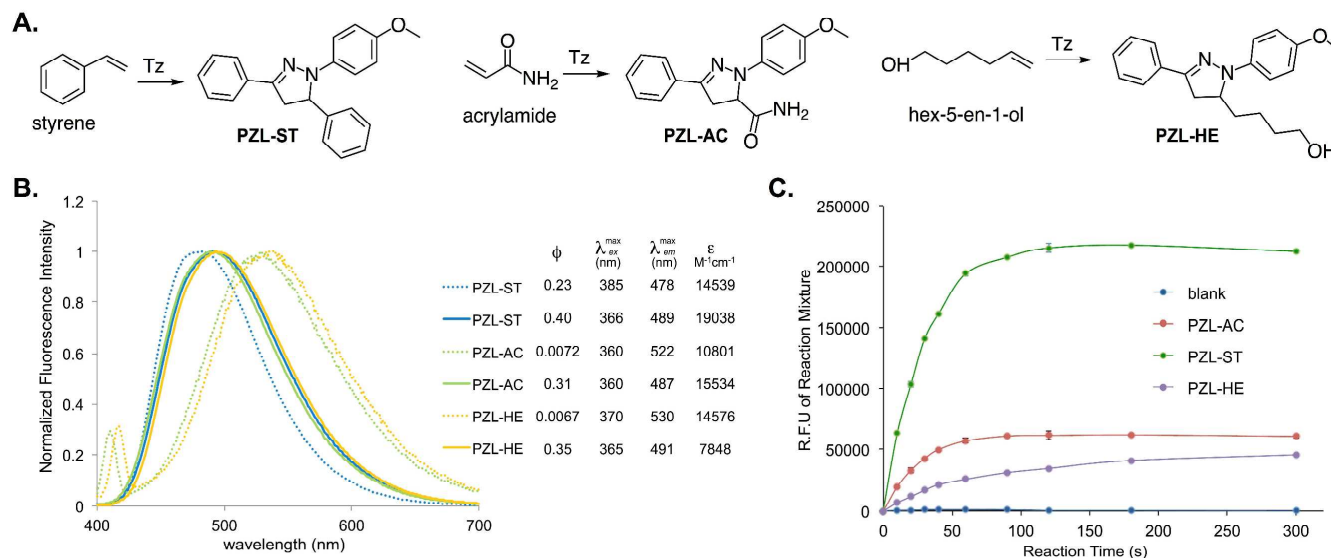 A.
O
N
N
Tz
styrene
PZL-ST
O
NH2
acrylamide
Tz
O
N
N
NH2
O
PZL-AC
OH
hex-5-en-1-ol
Tz
O
N
N
PZL-HE
OH
B.
Normalized Fluorescence Intensity
1.2
1
0.8
0.6
0.4
0.2
0
400 500 600 700
wavelength (nm)
ϕ λ ex max (nm) λ em max (nm) ε M-1cm-1
PZL-ST 0.23 385 478 14539
PZL-ST 0.40 366 489 19038
PZL-AC 0.0072 360 522 10801
PZL-AC 0.31 360 487 15534
PZL-HE 0.0067 370 530 14576
PZL-HE 0.35 365 491 7848
C.
R.F.U of Reaction Mixture
250000
200000
150000
100000
50000
0
0 50 100 150 200 250 300
Reaction Time (s)
blank
PZL-AC
PZL-ST
PZL-HE